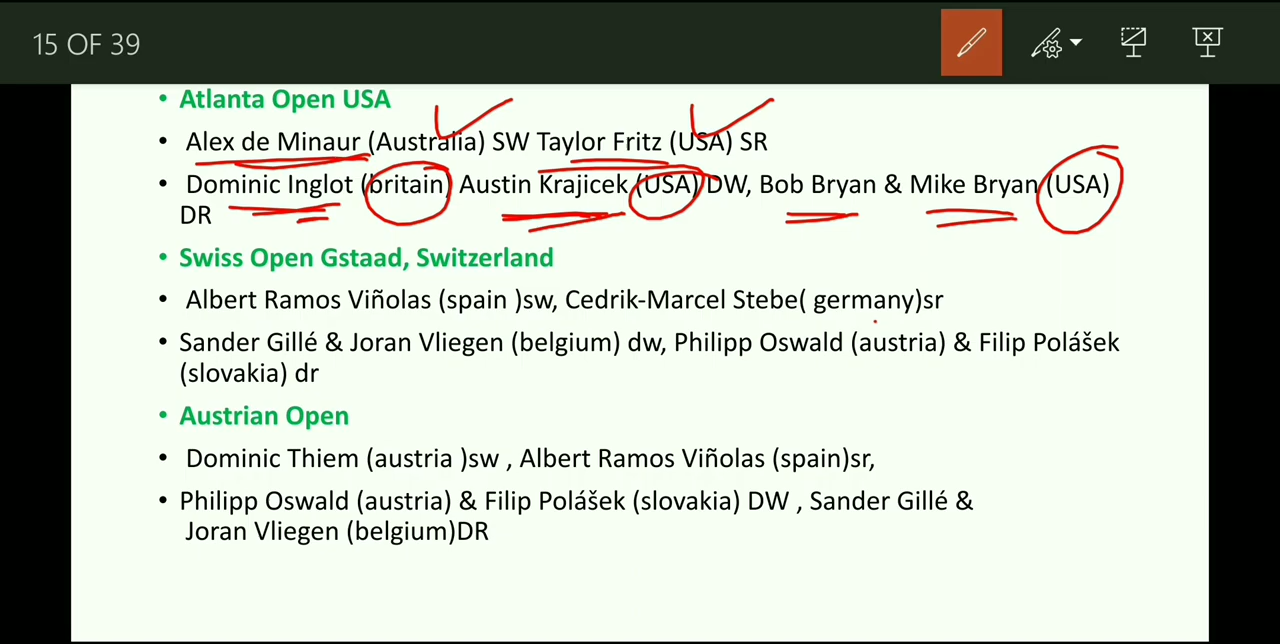 15 OF 39
• Atlanta Open USA
• Alex de Minaur (Australia) SW Taylor Fritz (USA) SR
• Dominic Inglot (britain) Austin Krajicek (USA) DW, Bob Bryan & Mike Bryan (USA)
DR
• Swiss Open Gstaad, Switzerland
• Albert Ramos Viñolas (spain )sw, Cedrik-Marcel Stebe( germany)sr
• Sander Gillé & Joran Vliegen (belgium) dw, Philipp Oswald (austria) & Filip Polášek
(slovakia) dr
• Austrian Open
• Dominic Thiem (austria )sw , Albert Ramos Viñolas (spain)sr,
• Philipp Oswald (austria) & Filip Polášek (slovakia) DW , Sander Gillé &
Joran Vliegen (belgium)DR